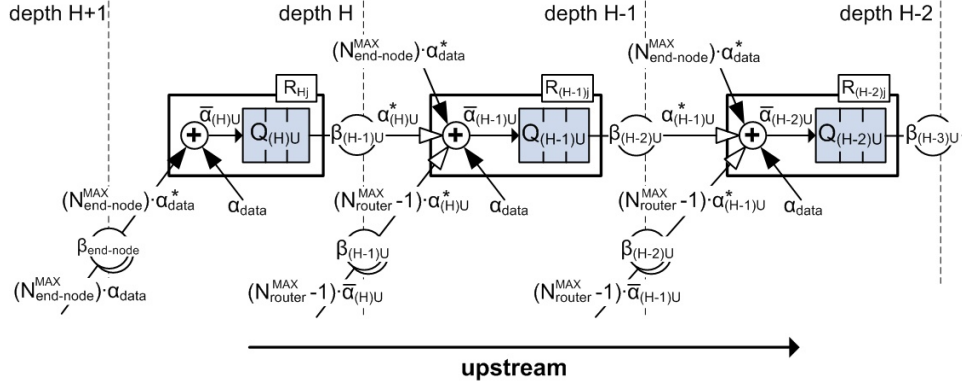 depth H+1
depth H
depth H-1
depth H-2
(N^MAX_end-node)·α*_data
(N^MAX_end-node)·α*_data
R_Hj
R_(H-1)j
R_(H-2)j
+ ᾱ_(H)U Q_(H)U β_(H-1)U α*_(H)U + ᾱ_(H-1)U Q_(H-1)U β_(H-2)U α*_(H-1)U + ᾱ_(H-2)U Q_(H-2)U β_(H-3)U
(N^MAX_end-node)·α*_data α_data (N^MAX_router -1)·α*_(H)U α_data (N^MAX_router -1)·α*_(H-1)U α_data
β_end-node β_(H-1)U β_(H-2)U
(N^MAX_end-node)·α_data (N^MAX_router -1)·ᾱ_(H)U (N^MAX_router -1)·ᾱ_(H-1)U
upstream